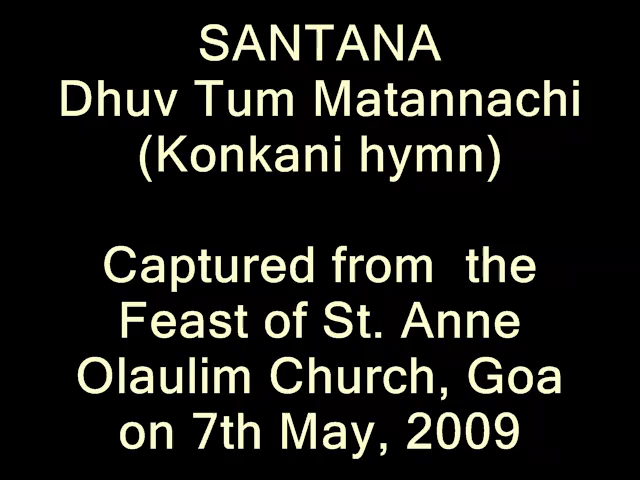 SANTANA
Dhuv Tum Matannachi
(Konkani hymn)
Captured from  the
Feast of St. Anne
Olaulim Church, Goa
on 7th May, 2009